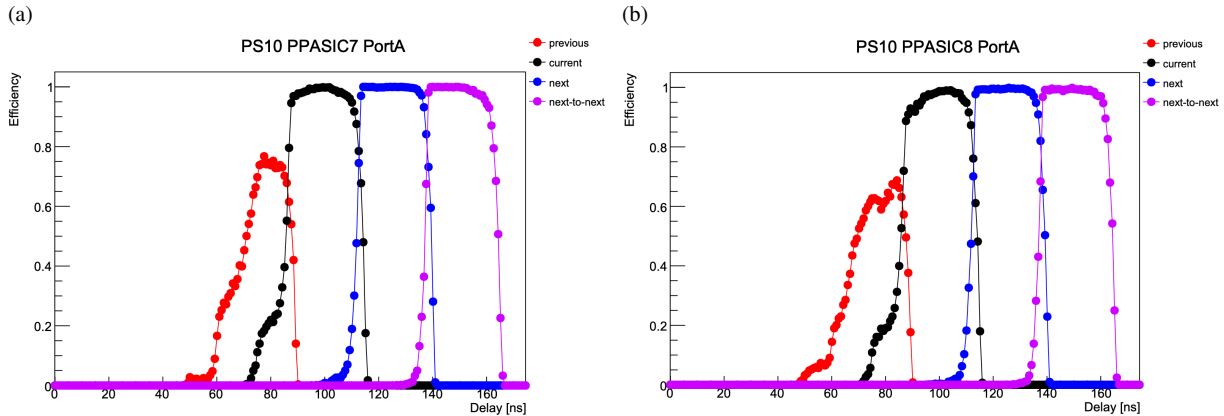 (a)
PS10 PPASIC7 PortA
previous
current
next
next-to-next
Efficiency
1
0.8
0.6
0.4
0.2
0
0 20 40 60 80 100 120 140 160
Delay [ns]
(b)
PS10 PPASIC8 PortA
previous
current
next
next-to-next
Efficiency
1
0.8
0.6
0.4
0.2
0
0 20 40 60 80 100 120 140 160
Delay [ns]